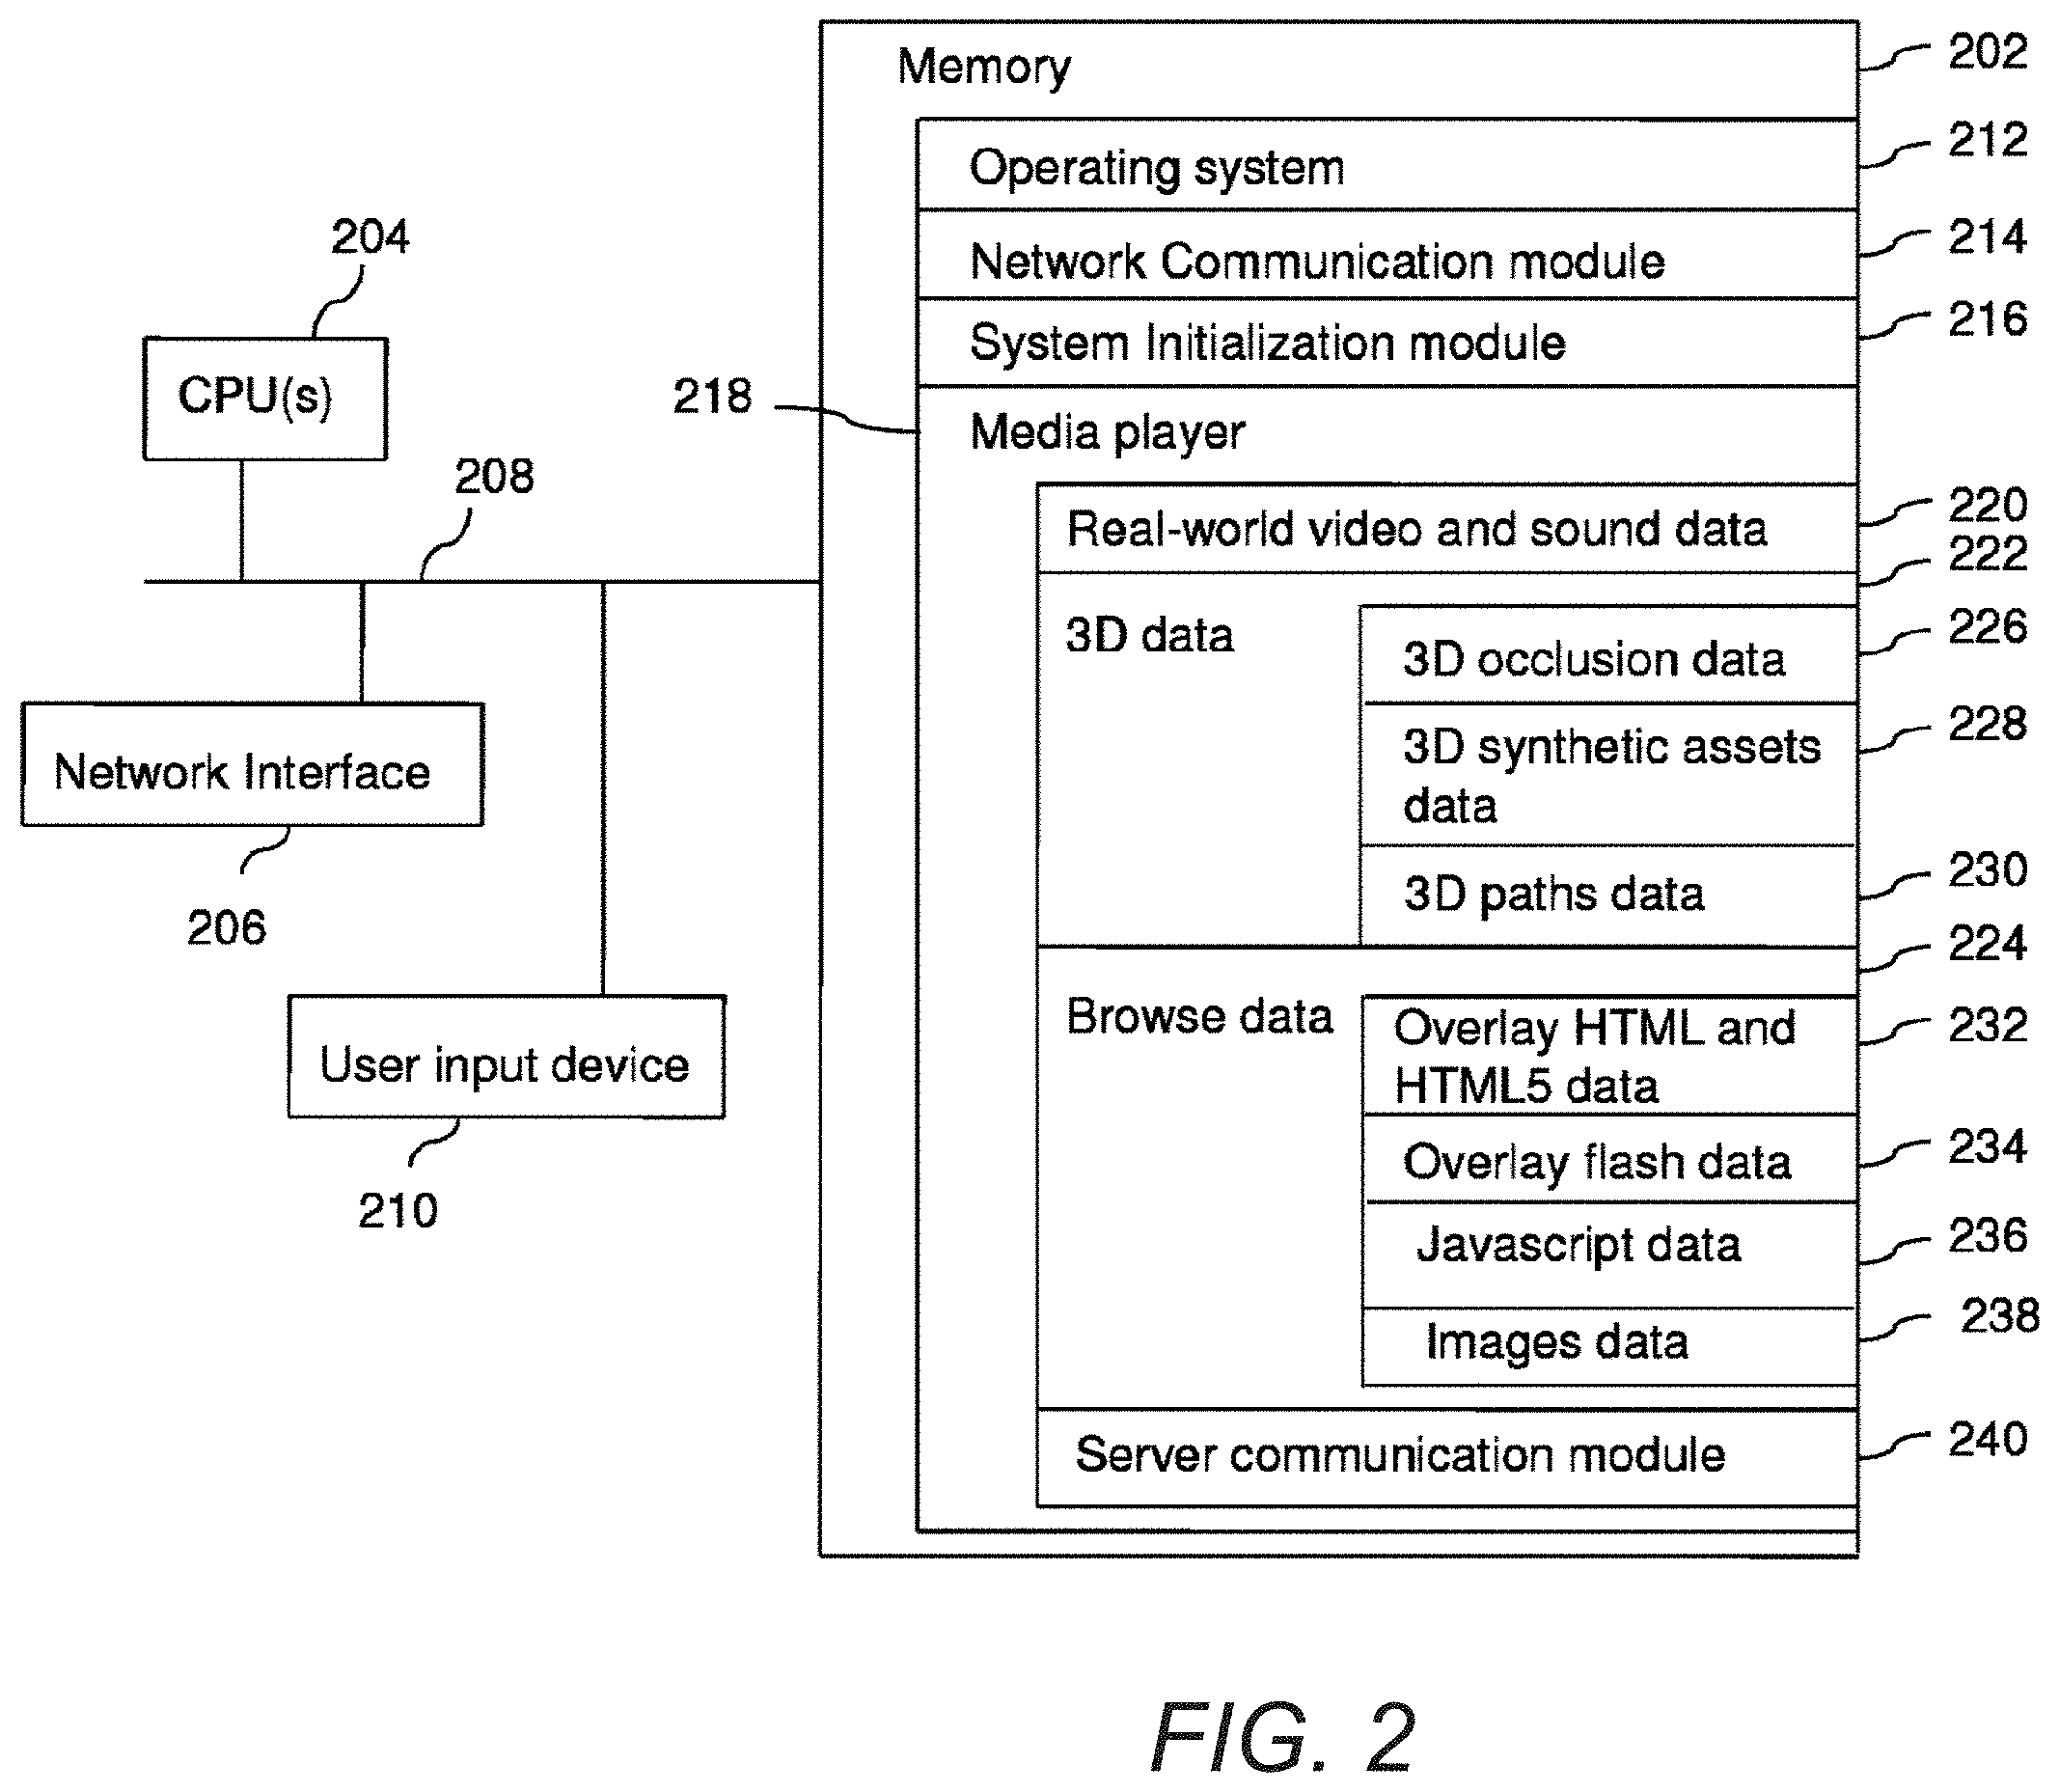 Memory
202
Operating system
212
Network Communication module
214
System Initialization module
216
204
CPU(s)
218
Media player
208
Real-world video and sound data
220
222
3D data
3D occlusion data
226
3D synthetic assets
data
228
3D paths data
230
Network Interface
206
224
Browse data
Overlay HTML and
HTML5 data
232
User input device
210
Overlay flash data
234
Javascript data
236
Images data
238
Server communication module
240
FIG. 2